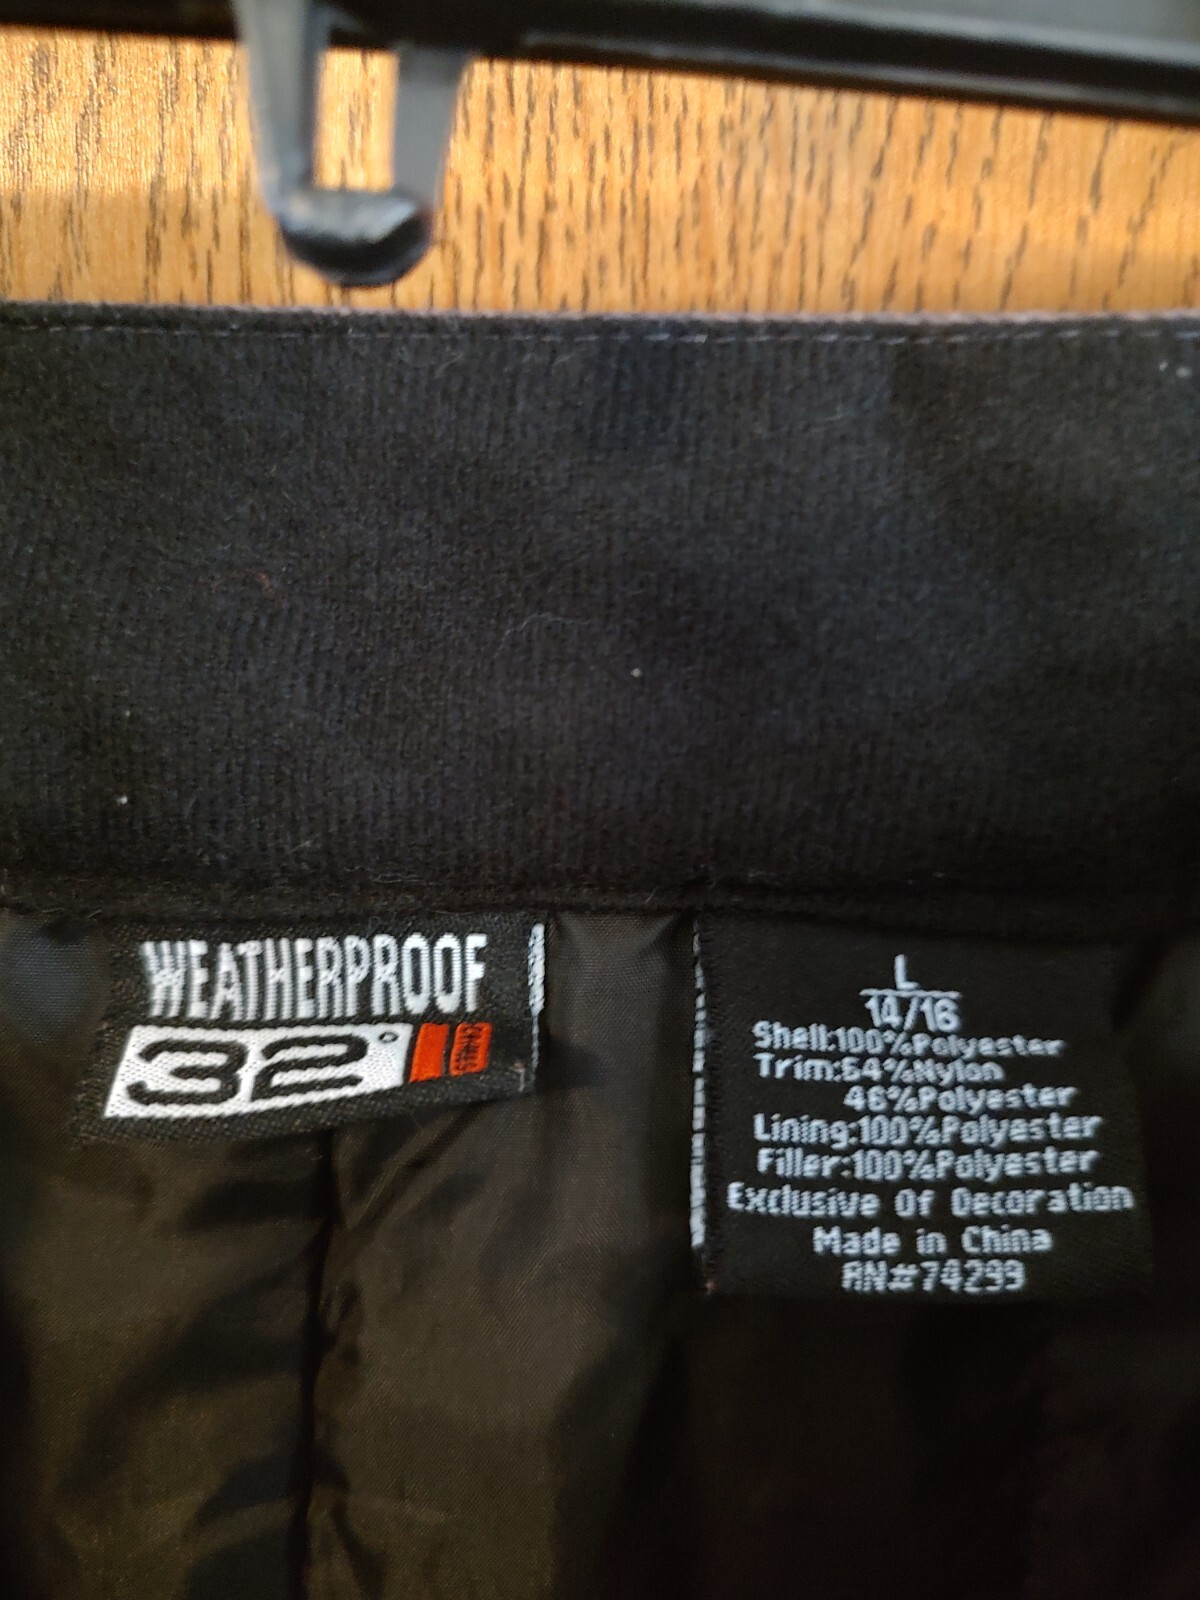 WEATHERPROOF
32°
L
14/16
Shell:100%Polyester
Trim:54%Nylon
46%Polyester
Lining:100%Polyester
Filler:100%Polyester
Exclusive Of Decoration
Made in China
RN#74299